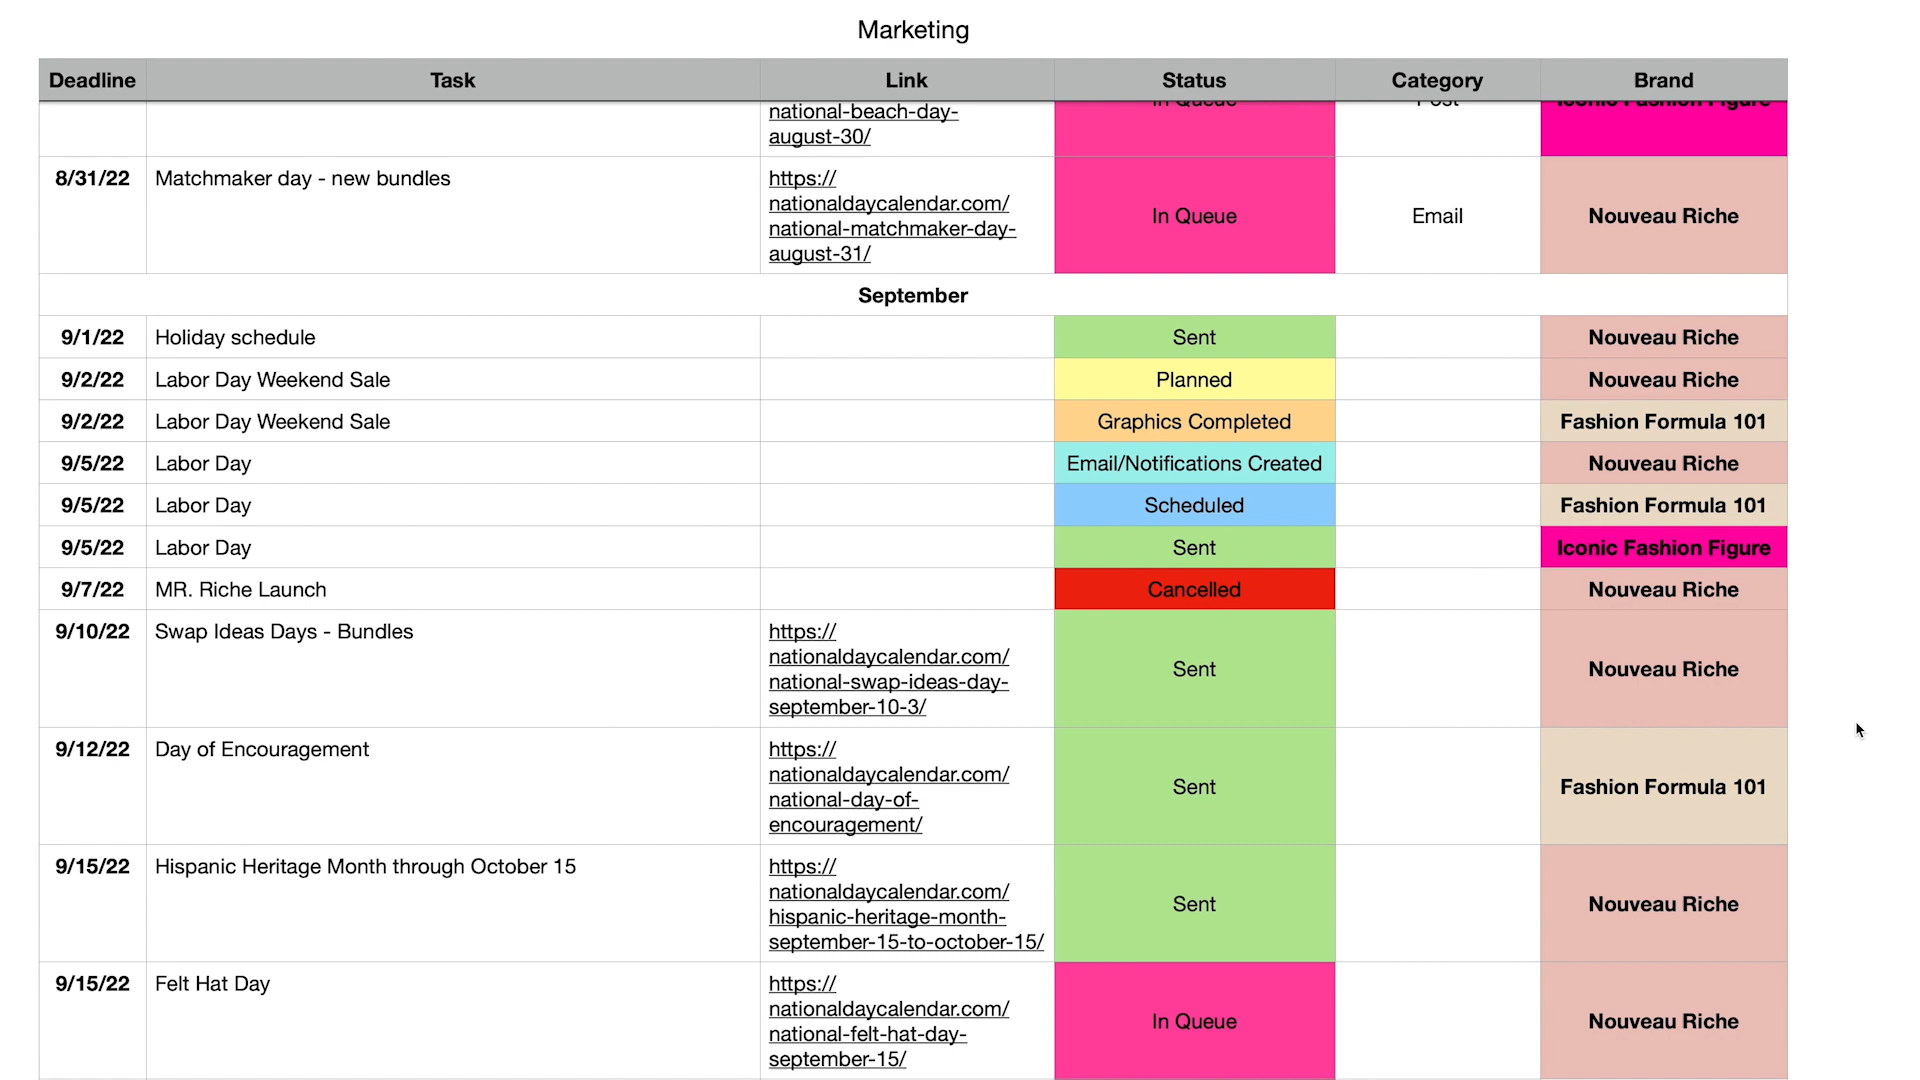 Marketing
Deadline Task Link Status Category Brand
In Queue Post Iconic Fashion Figure
national-beach-day-
august-30/
8/31/22 Matchmaker day - new bundles https://
nationaldaycalendar.com/
national-matchmaker-day-
august-31/
In Queue Email Nouveau Riche
September
9/1/22 Holiday schedule Sent Nouveau Riche
9/2/22 Labor Day Weekend Sale Planned Nouveau Riche
9/2/22 Labor Day Weekend Sale Graphics Completed Fashion Formula 101
9/5/22 Labor Day Email/Notifications Created Nouveau Riche
9/5/22 Labor Day Scheduled Fashion Formula 101
9/5/22 Labor Day Sent Iconic Fashion Figure
9/7/22 MR. Riche Launch Cancelled Nouveau Riche
9/10/22 Swap Ideas Days - Bundles https://
nationaldaycalendar.com/
national-swap-ideas-day-
september-10-3/
Sent Nouveau Riche
9/12/22 Day of Encouragement https://
nationaldaycalendar.com/
national-day-of-
encouragement/
Sent Fashion Formula 101
9/15/22 Hispanic Heritage Month through October 15 https://
nationaldaycalendar.com/
hispanic-heritage-month-
september-15-to-october-15/
Sent Nouveau Riche
9/15/22 Felt Hat Day https://
nationaldaycalendar.com/
national-felt-hat-day-
september-15/
In Queue Nouveau Riche